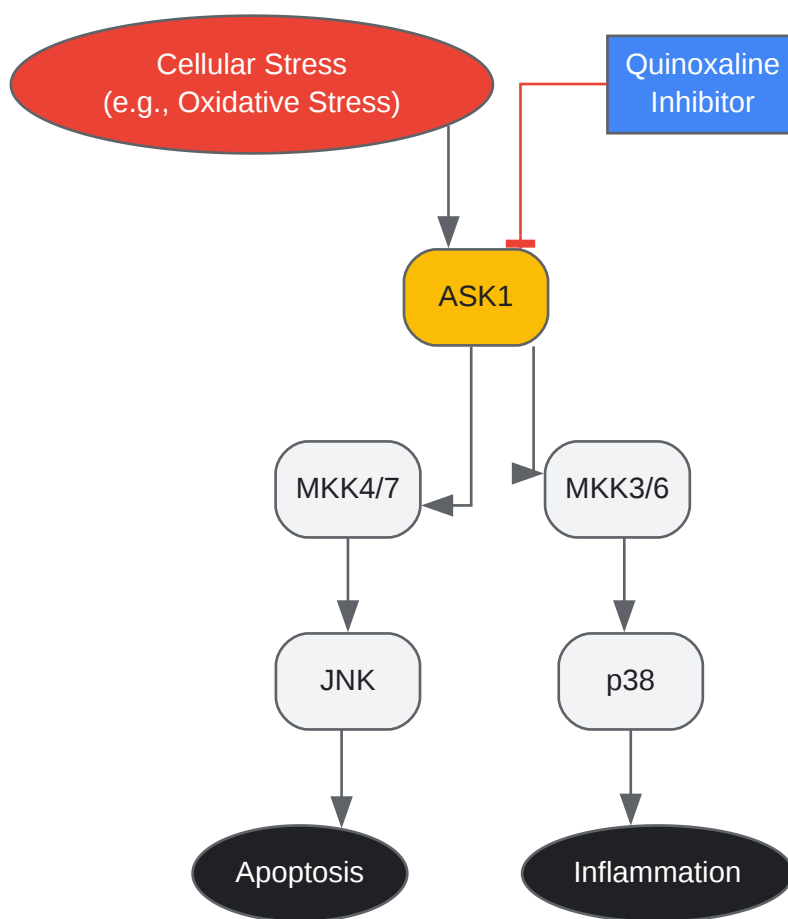 Cellular Stress
(e.g., Oxidative Stress)
Quinoxaline
Inhibitor
ASK1
MKK4/7
MKK3/6
JNK
p38
Apoptosis
Inflammation